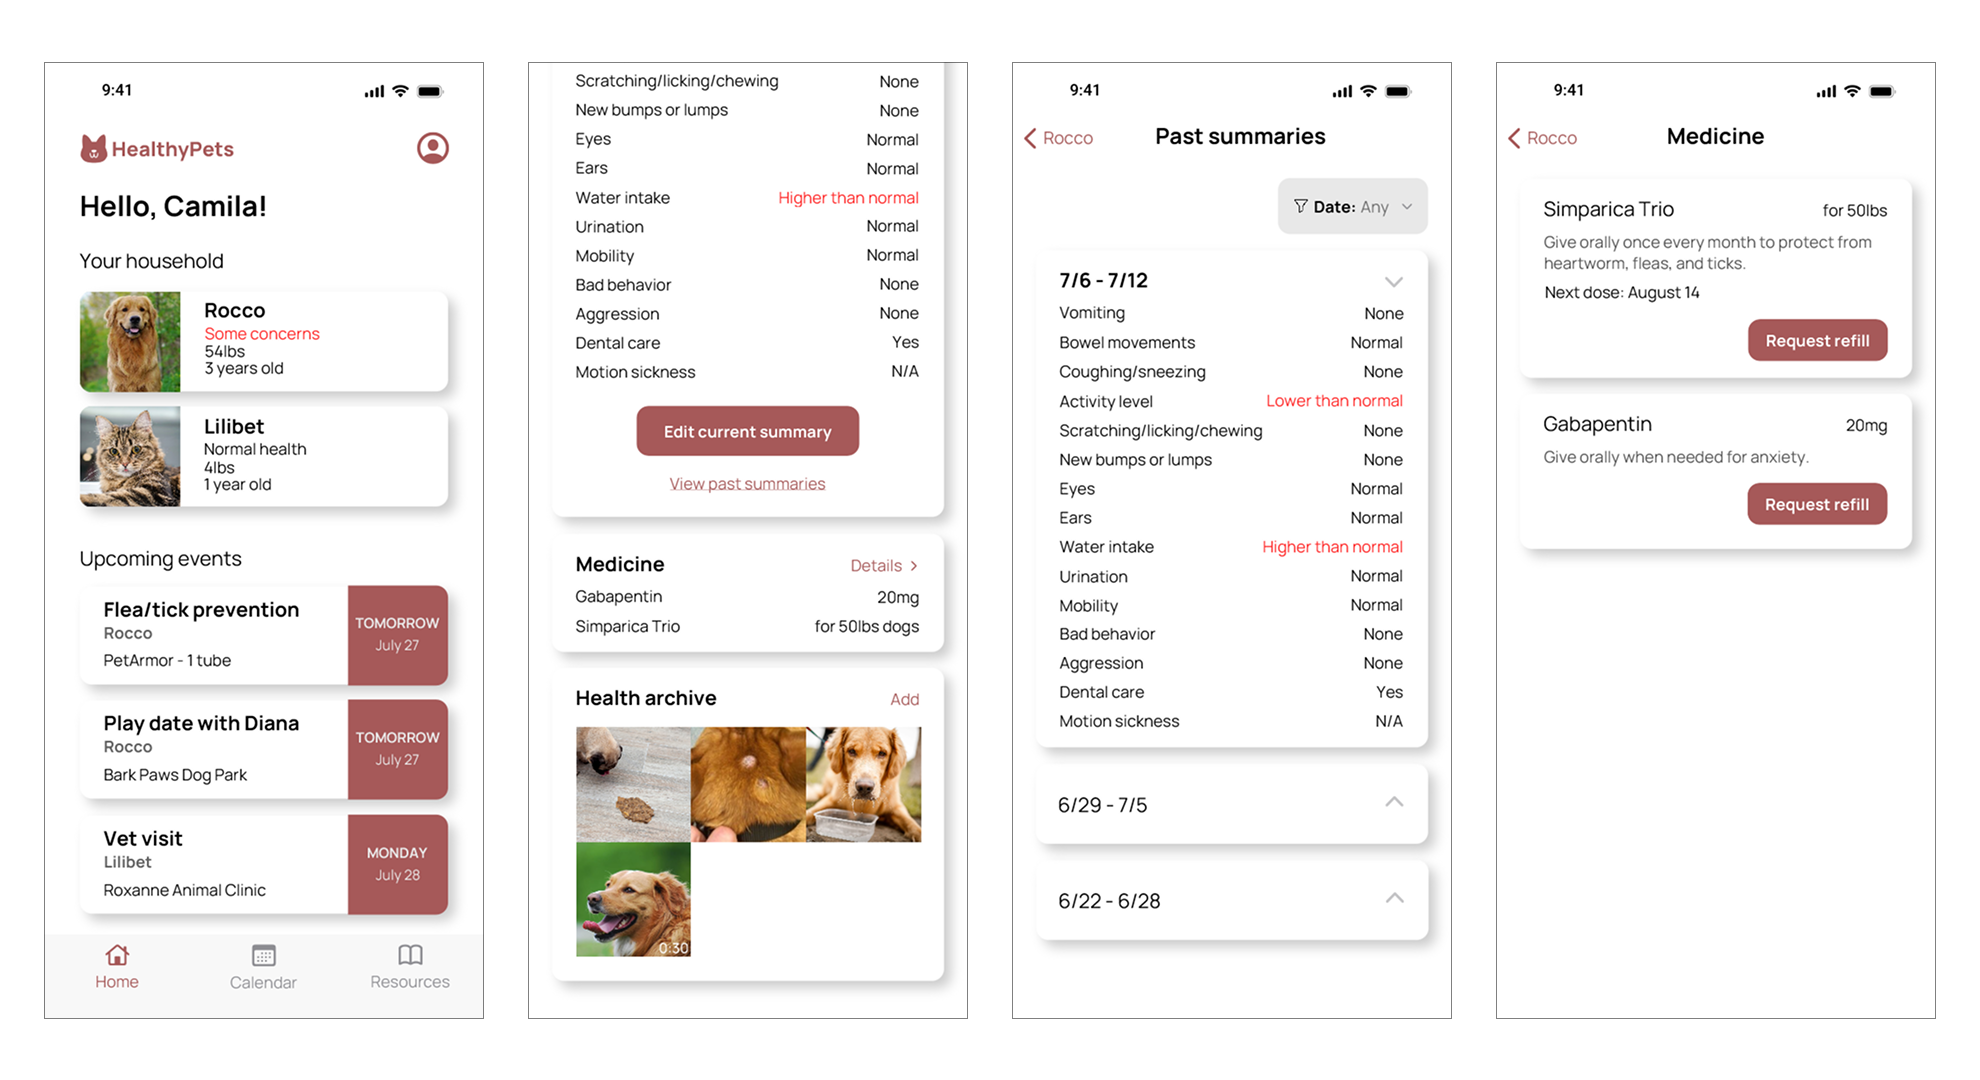 9:41
HealthyPets
Hello, Camila!
Your household
Rocco
Some concerns
54lbs
3 years old
Lilibet
Normal health
4lbs
1 year old
Upcoming events
Flea/tick prevention
Rocco
PetArmor - 1 tube
TOMORROW
July 27
Play date with Diana
Rocco
Bark Paws Dog Park
TOMORROW
July 27
Vet visit
Lilibet
Roxanne Animal Clinic
MONDAY
July 28
Home
Calendar
Resources
Scratching/licking/chewing None
New bumps or lumps None
Eyes Normal
Ears Normal
Water intake Higher than normal
Urination Normal
Mobility Normal
Bad behavior None
Aggression None
Dental care Yes
Motion sickness N/A
Edit current summary
View past summaries
Medicine Details
Gabapentin 20mg
Simparica Trio for 50lbs dogs
Health archive Add
0:30
9:41
Rocco Past summaries
Date: Any
7/6 - 7/12
Vomiting None
Bowel movements Normal
Coughing/sneezing None
Activity level Lower than normal
Scratching/licking/chewing None
New bumps or lumps None
Eyes Normal
Ears Normal
Water intake Higher than normal
Urination Normal
Mobility Normal
Bad behavior None
Aggression None
Dental care Yes
Motion sickness N/A
6/29 - 7/5
6/22 - 6/28
9:41
Rocco Medicine
Simparica Trio for 50lbs
Give orally once every month to protect from
heartworm, fleas, and ticks.
Next dose: August 14
Request refill
Gabapentin 20mg
Give orally when needed for anxiety.
Request refill